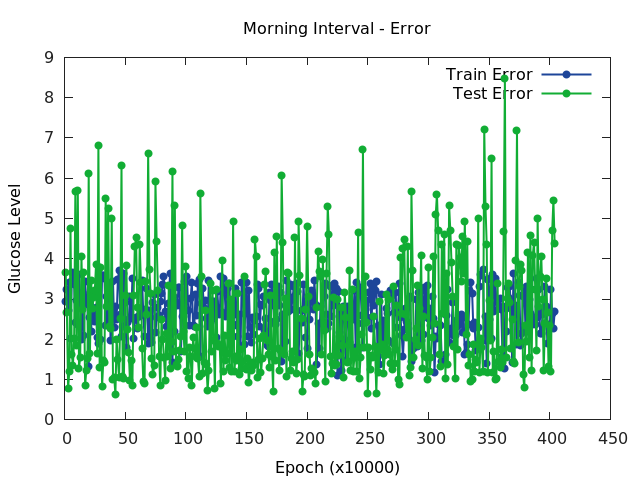 Morning Interval - Error
Train Error
Test Error
Glucose Level
9
8
7
6
5
4
3
2
1
0
0 50 100 150 200 250 300 350 400 450
Epoch (x10000)